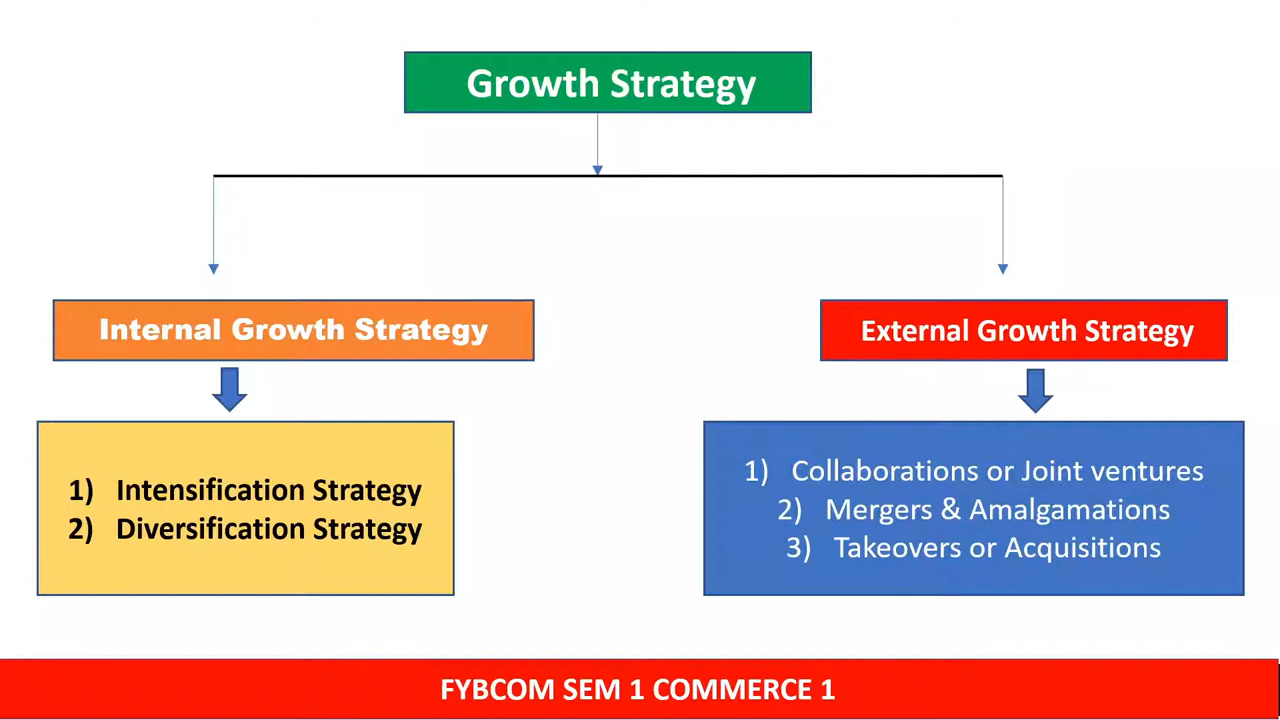 Growth Strategy
Internal Growth Strategy
External Growth Strategy
1) Intensification Strategy
2) Diversification Strategy
1) Collaborations or Joint ventures
2) Mergers & Amalgamations
3) Takeovers or Acquisitions
FYBCOM SEM 1 COMMERCE 1